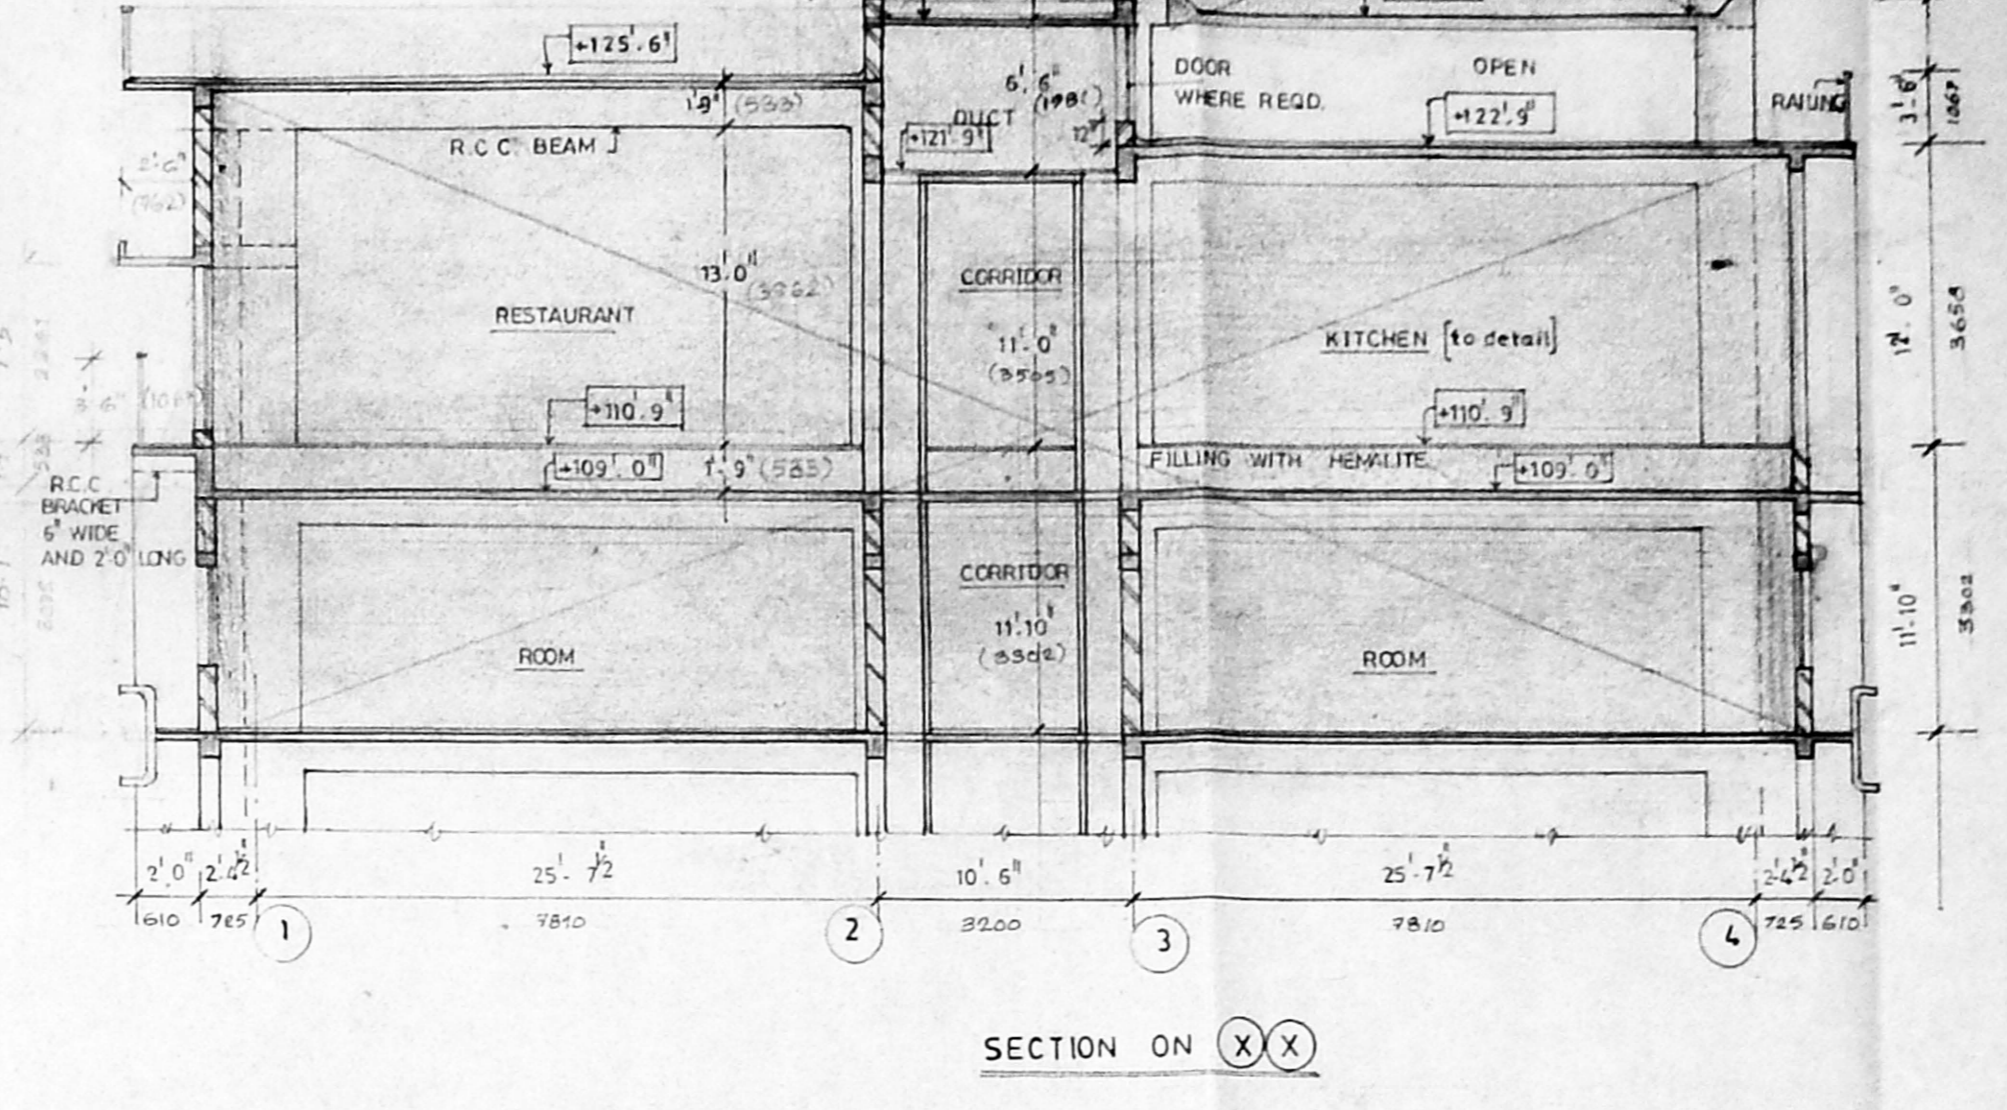 +125'.6"
1'9" (533)
R.C.C. BEAM
6'.6"
(1981)
DUCT
+121'.9"
12"
DOOR
WHERE REQD.
OPEN
+122'.9"
RAILING
3'-6"
1067
2'-6"
(762)
13'.0"
(3962)
RESTAURANT
CORRIDOR
11'-0"
KITCHEN [to detail]
3658
3'-6"
+110'.9"
+110'.9"
+109'.0"
1'-9" (533)
FILLING WITH HEMALITE
+109'.0"
R.C.C
BRACKET
6" WIDE
AND 2'-0" LONG
CORRIDOR
11'-10"
(3302)
ROOM
ROOM
11'-10"
3302
2'.0"
2'.4½"
25'-7½"
10'.6"
25'-7½"
2'-4½"
2'-0"
610
725
1
7810
2
3200
3
7810
4
725
610
SECTION ON X X